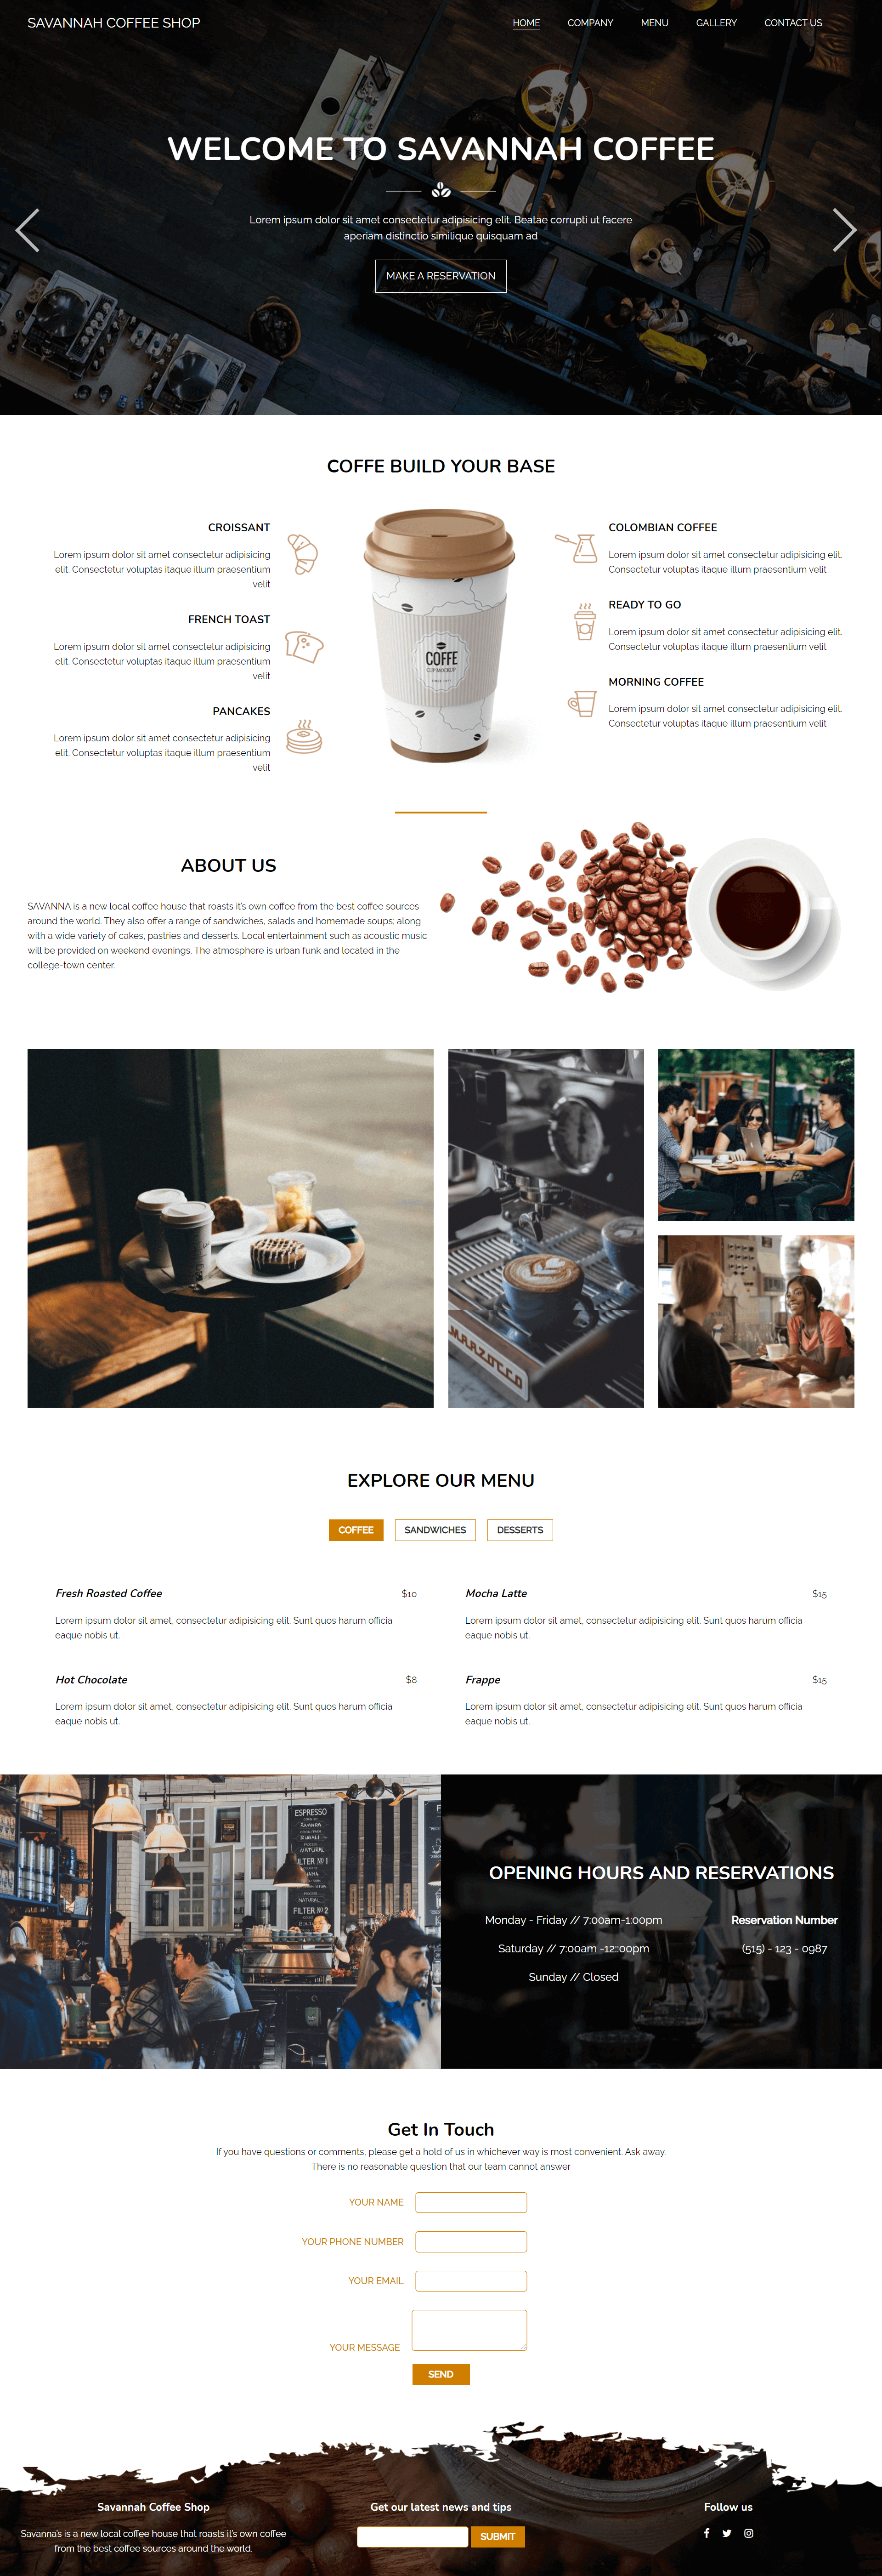 SAVANNAH COFFEE SHOP
HOME COMPANY MENU GALLERY CONTACT US
WELCOME TO SAVANNAH COFFEE
Lorem ipsum dolor sit amet consectetur adipisicing elit. Beatae corrupti ut facere
aperiam distinctio similique quisquam ad
MAKE A RESERVATION
COFFE BUILD YOUR BASE
CROISSANT
Lorem ipsum dolor sit amet consectetur adipisicing
elit. Consectetur voluptas itaque illum praesentium
velit
FRENCH TOAST
Lorem ipsum dolor sit amet consectetur adipisicing
elit. Consectetur voluptas itaque illum praesentium
velit
PANCAKES
Lorem ipsum dolor sit amet consectetur adipisicing
elit. Consectetur voluptas itaque illum praesentium
velit
COFFE
CUP MOCKUP
COLOMBIAN COFFEE
Lorem ipsum dolor sit amet consectetur adipisicing elit.
Consectetur voluptas itaque illum praesentium velit
READY TO GO
Lorem ipsum dolor sit amet consectetur adipisicing elit.
Consectetur voluptas itaque illum praesentium velit
MORNING COFFEE
Lorem ipsum dolor sit amet consectetur adipisicing elit.
Consectetur voluptas itaque illum praesentium velit
ABOUT US
SAVANNA is a new local coffee house that roasts it's own coffee from the best coffee sources
around the world. They also offer a range of sandwiches, salads and homemade soups; along
with a wide variety of cakes, pastries and desserts. Local entertainment such as acoustic music
will be provided on weekend evenings. The atmosphere is urban funk and located in the
college-town center.
MARZOCCO
EXPLORE OUR MENU
COFFEE SANDWICHES DESSERTS
Fresh Roasted Coffee $10
Lorem ipsum dolor sit amet, consectetur adipisicing elit. Sunt quos harum officia
eaque nobis ut.
Mocha Latte $15
Lorem ipsum dolor sit amet, consectetur adipisicing elit. Sunt quos harum officia
eaque nobis ut.
Hot Chocolate $8
Lorem ipsum dolor sit amet, consectetur adipisicing elit. Sunt quos harum officia
eaque nobis ut.
Frappe $15
Lorem ipsum dolor sit amet, consectetur adipisicing elit. Sunt quos harum officia
eaque nobis ut.
ESPRESSO
NATURAL
FILTER Nº 1
NATURAL
FILTER Nº 2
OPENING HOURS AND RESERVATIONS
Monday - Friday // 7:00am-1:00pm
Saturday // 7:00am -12::00pm
Sunday // Closed
Reservation Number
(515) - 123 - 0987
Get In Touch
If you have questions or comments, please get a hold of us in whichever way is most convenient. Ask away.
There is no reasonable question that our team cannot answer
YOUR NAME
YOUR PHONE NUMBER
YOUR EMAIL
YOUR MESSAGE
SEND
Savannah Coffee Shop
Savanna's is a new local coffee house that roasts it's own coffee
from the best coffee sources around the world.
Get our latest news and tips
SUBMIT
Follow us